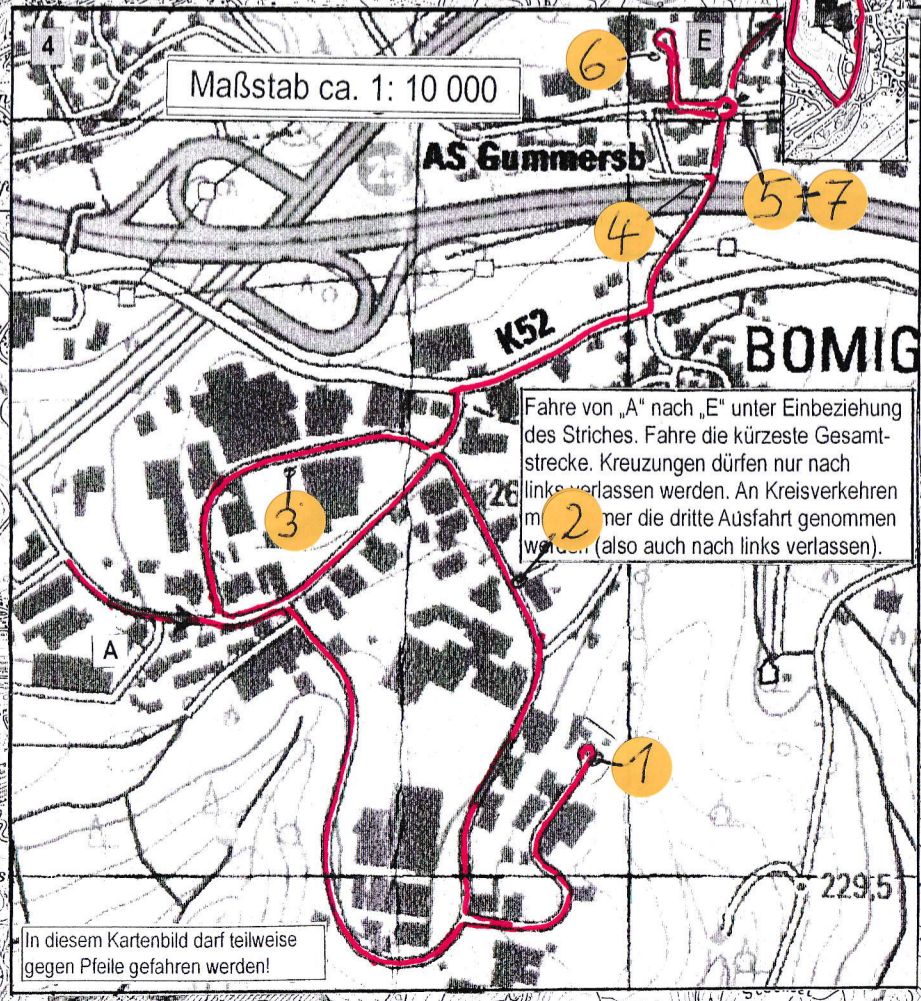 4
6
E
Maßstab ca. 1: 10 000
AS Gummersb
4
5+7
K52
BOMIG
Fahre von „A“ nach „E“ unter Einbeziehung
des Striches. Fahre die kürzeste Gesamt-
strecke. Kreuzungen dürfen nur nach
links verlassen werden. An Kreisverkehren
mer die dritte Ausfahrt genommen
(also auch nach links verlassen).
26
2
3
A
1
229.5
In diesem Kartenbild darf teilweise
gegen Pfeile gefahren werden!